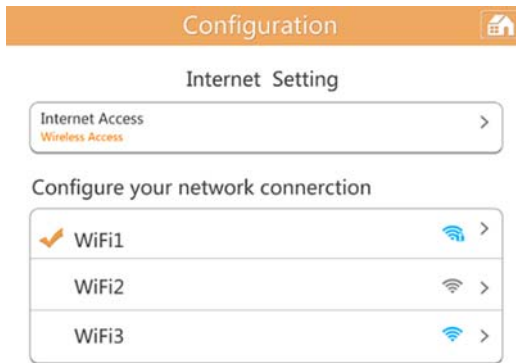 Configuration
Internet Setting
Internet Access
Wireless Access
Configure your network connerction
WiFi1
WiFi2
WiFi3